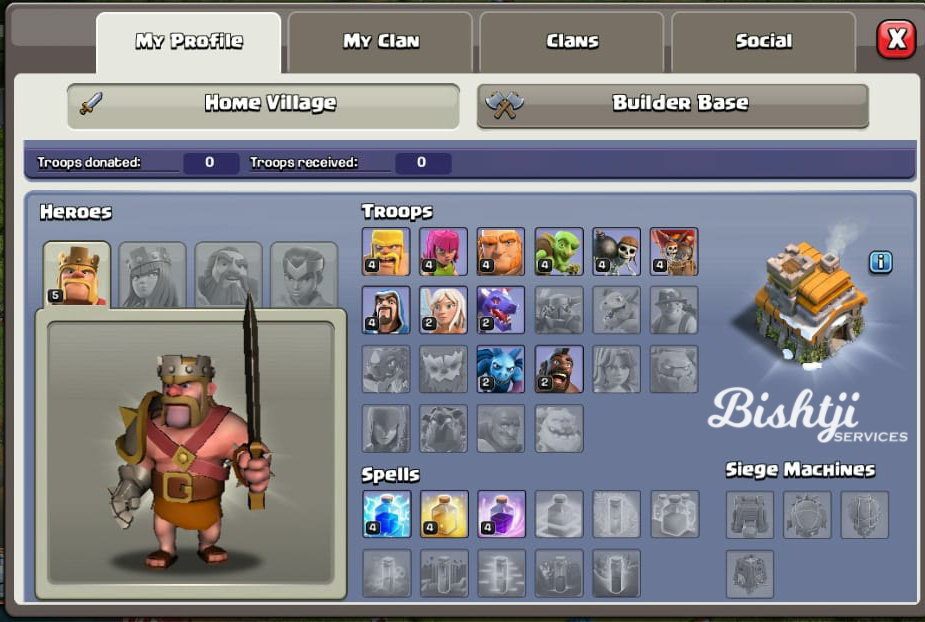 My Profile
My Clan
Clans
Social
X
Home Village
Builder Base
Troops donated: 0 Troops received: 0
Heroes
5
Troops
4 4 4 4 4 4
4 2 2
2 2
i
Bishtji
SERVICES
Spells
4 4 4
Siege Machines